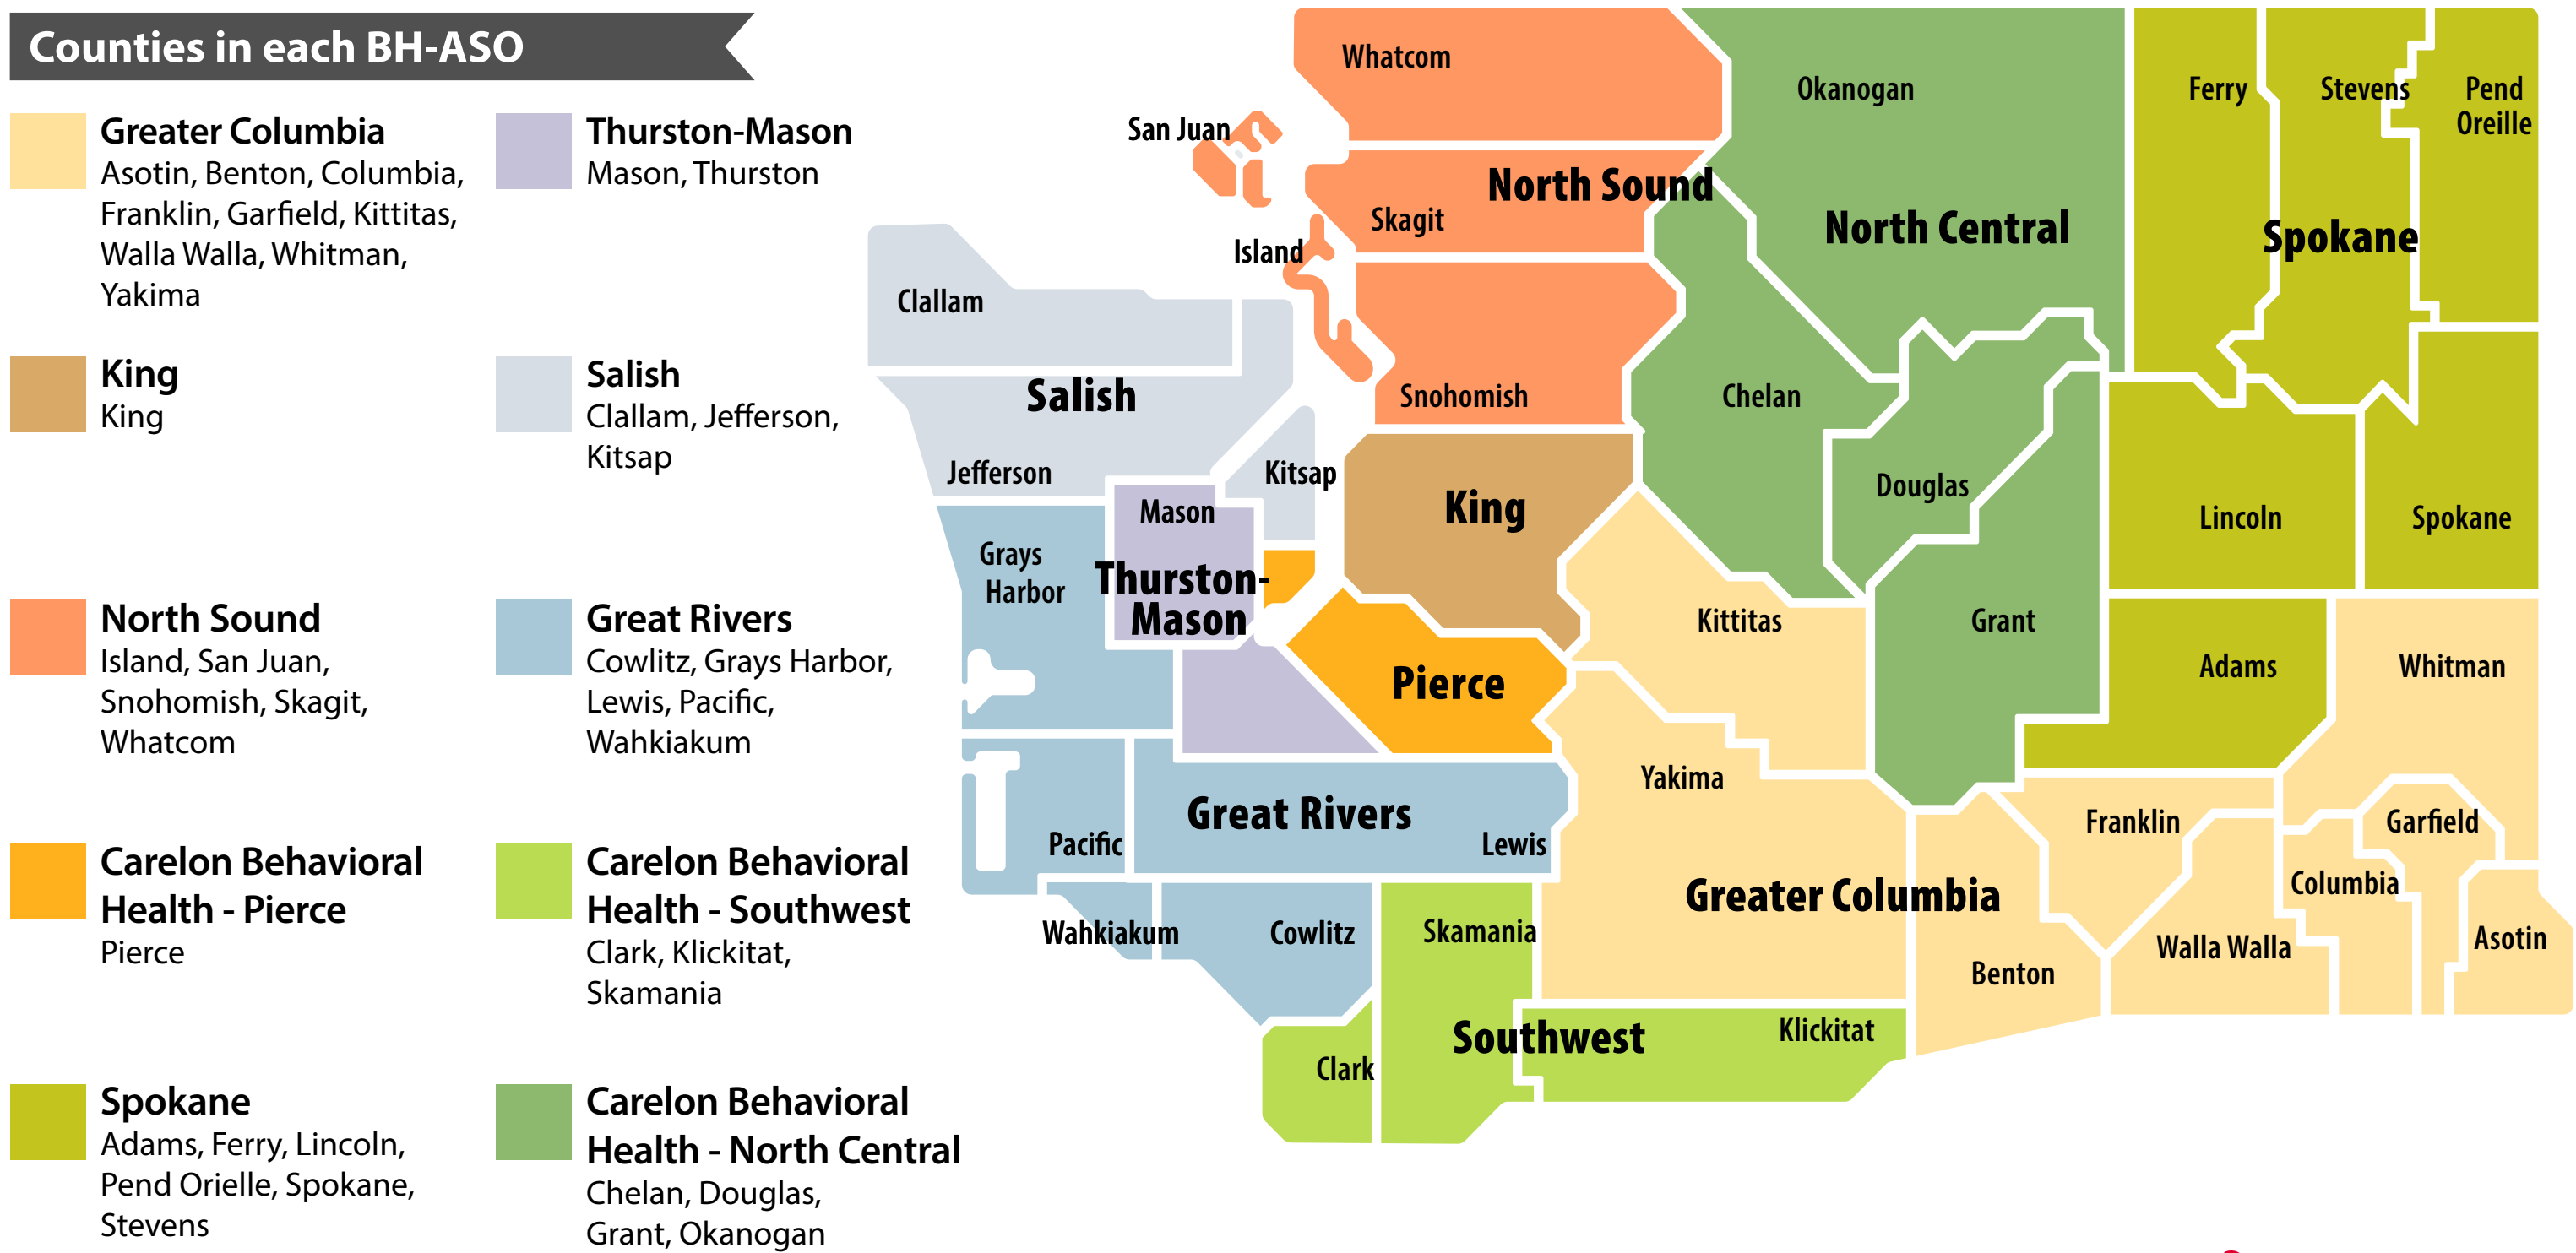 Counties in each BH-ASO
Greater Columbia
Asotin, Benton, Columbia,
Franklin, Garfield, Kittitas,
Walla Walla, Whitman,
Yakima
Thurston-Mason
Mason, Thurston
King
King
Salish
Clallam, Jefferson,
Kitsap
North Sound
Island, San Juan,
Snohomish, Skagit,
Whatcom
Great Rivers
Cowlitz, Grays Harbor,
Lewis, Pacific,
Wahkiakum
Carelon Behavioral
Health - Pierce
Pierce
Carelon Behavioral
Health - Southwest
Clark, Klickitat,
Skamania
Spokane
Adams, Ferry, Lincoln,
Pend Orielle, Spokane,
Stevens
Carelon Behavioral
Health - North Central
Chelan, Douglas,
Grant, Okanogan
Whatcom
San Juan
Skagit
North Sound
Island
Snohomish
Okanogan
North Central
Chelan
Douglas
Grant
Ferry
Stevens
Pend
Oreille
Spokane
Lincoln
Spokane
Adams
Clallam
Salish
Jefferson
Kitsap
Mason
Thurston-
Mason
Grays
Harbor
King
Pierce
Kittitas
Whitman
Yakima
Great Rivers
Pacific
Lewis
Wahkiakum
Cowlitz
Skamania
Greater Columbia
Franklin
Garfield
Columbia
Walla Walla
Asotin
Benton
Southwest
Klickitat
Clark